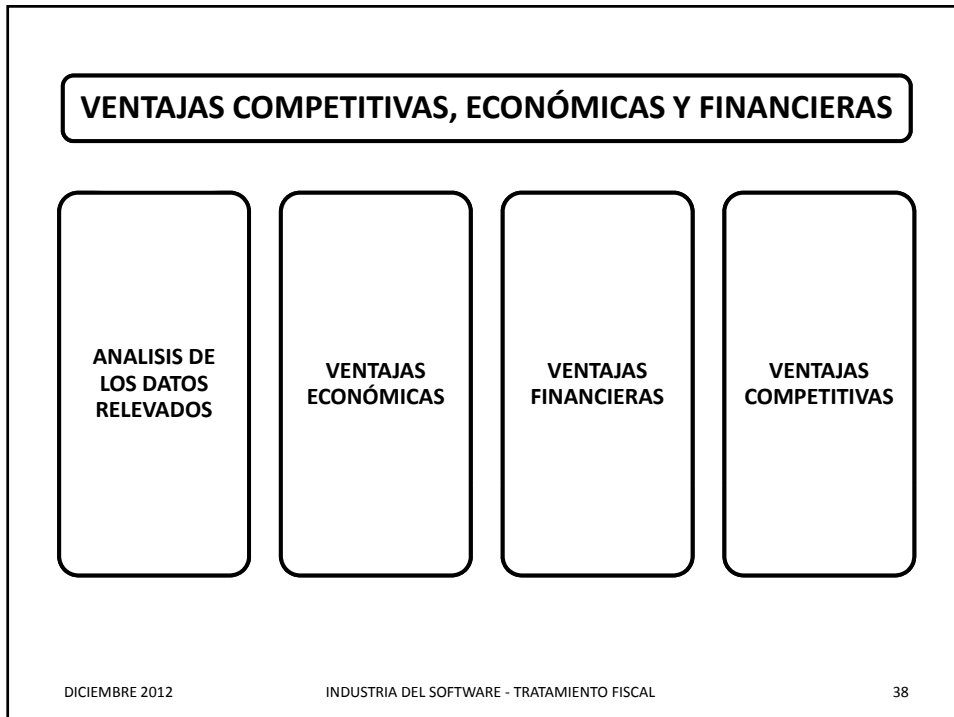 VENTAJAS COMPETITIVAS, ECONÓMICAS Y FINANCIERAS
ANALISIS DE
LOS DATOS
RELEVADOS
VENTAJAS
ECONÓMICAS
VENTAJAS
FINANCIERAS
VENTAJAS
COMPETITIVAS
DICIEMBRE 2012
INDUSTRIA DEL SOFTWARE - TRATAMIENTO FISCAL
38